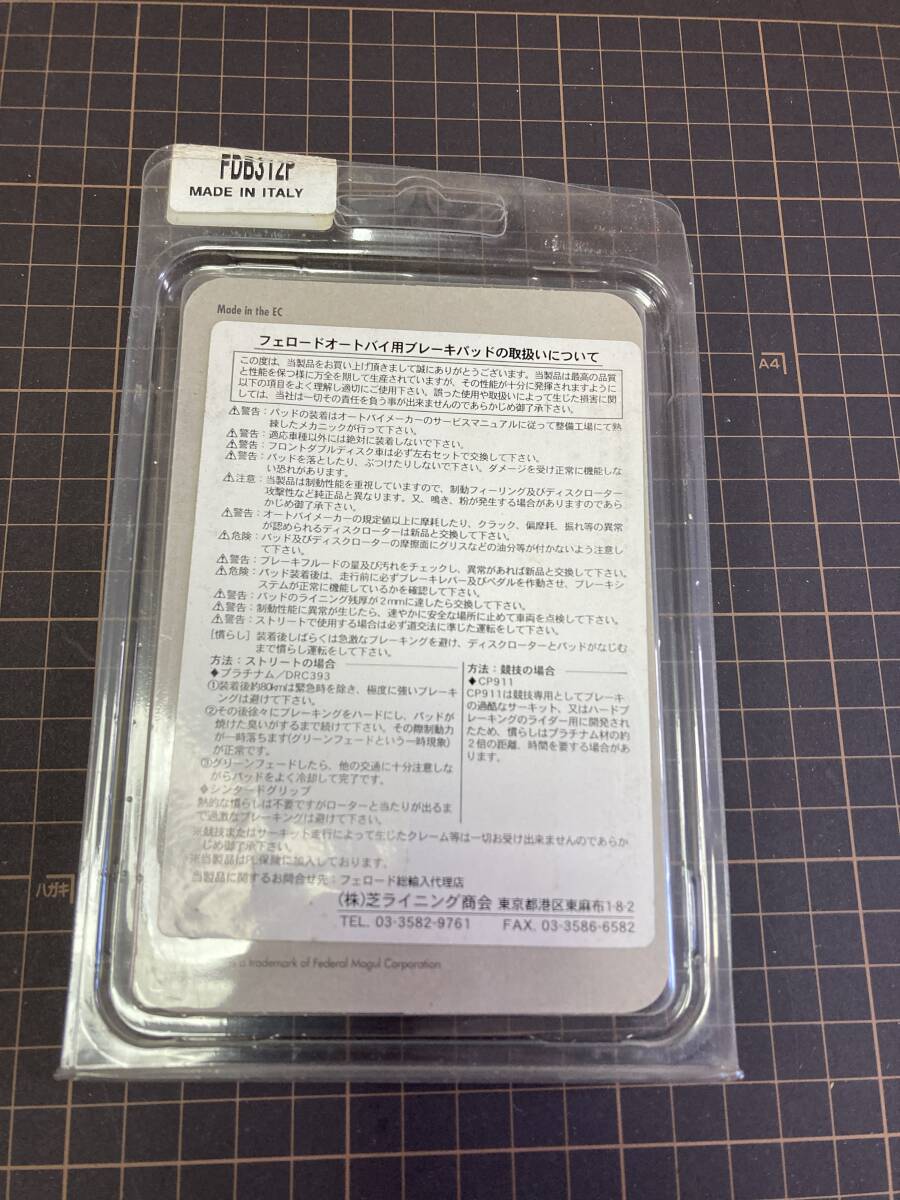 FDB312P
MADE IN ITALY
Made in the EC
フェロードオートバイ用ブレーキパッドの取扱いについて
この度は、当製品をお買い上げ頂きまして誠にありがとうございます。当製品は最高の品質
と性能を保つ様に万全を期して生産されていますが、その性能が十分に発揮されますように
以下の項目をよく理解し適切にご使用下さい。誤った使用や取扱いによって生じた損害に関
しては、当社は一切その責任を負う事が出来ませんのであらかじめ御了承下さい。
⚠警告：パッドの装着はオートバイメーカーのサービスマニュアルに従って整備工場にて熟
練したメカニックが行って下さい。
⚠警告：適応車種以外には絶対に装着しないで下さい。
⚠警告：フロントダブルディスク車は必ず左右セットで交換して下さい。
⚠警告：パッドを落としたり、ぶつけたりしないで下さい。ダメージを受け正常に機能しな
い恐れがあります。
⚠注意：当製品は制動性能を重視していますので、制動フィーリング及びディスクローター
攻撃性など純正品と異なります。又、鳴き、粉が発生する場合がありますのであら
かじめ御了承下さい。
⚠警告：オートバイメーカーの規定値以上に摩耗したり、クラック、偏摩耗、振れ等の異常
が認められるディスクローターは新品と交換して下さい。
⚠危険：パッド及びディスクローターの摩擦面にグリスなどの油分等が付かないよう注意し
て下さい。
⚠警告：ブレーキフルードの量及び汚れをチェックし、異常があれば新品と交換して下さい。
⚠危険：パッド装着後は、走行前に必ずブレーキレバー及びペダルを作動させ、ブレーキシ
ステムが正常に機能しているかを確認して下さい。
⚠警告：パッドのライニング残厚が2mmに達したら交換して下さい。
⚠警告：制動性能に異常が生じたら、速やかに安全な場所に止めて車両を点検して下さい。
⚠警告：ストリートで使用する場合は必ず道交法に準じた運転をして下さい。
［慣らし］装着後しばらくは急激なブレーキングを避け、ディスクローターとパッドがなじむ
まで慣らし運転をして下さい。
方法：ストリートの場合
◆プラチナム／DRC393
①装着後約80kmは緊急時を除き、極度に強いブレーキ
ングは避けて下さい。
②その後徐々にブレーキングをハードにし、パッドが
焼けた臭いがするまで続けて下さい。その際制動力
が一時落ちます(グリーンフェードという一時現象)
が正常です。
③グリーンフェードしたら、他の交通に十分注意しな
がらパッドをよく冷却して完了です。
◆シンタードグリップ
熱的な慣らしは不要ですがローターと当たりが出るま
で過激なブレーキングは避けて下さい。
方法：競技の場合
◆CP911
CP911は競技専用としてブレーキ
の過酷なサーキット、又はハードブ
レーキングのライダー用に開発され
たため、慣らしはプラチナム材の約
2倍の距離、時間を要する場合があ
ります。
※競技またはサーキット走行によって生じたクレーム等は一切お受け出来ませんのであらか
じめ御了承下さい。
※当製品はPL保険に加入しております。
当製品に関するお問合せ先：フェロード総輸入代理店
(株)芝ライニング商会 東京都港区東麻布1-8-2
TEL. 03-3582-9761 FAX. 03-3586-6582
is a trademark of Federal Mogul Corporation
A4
ハガキ